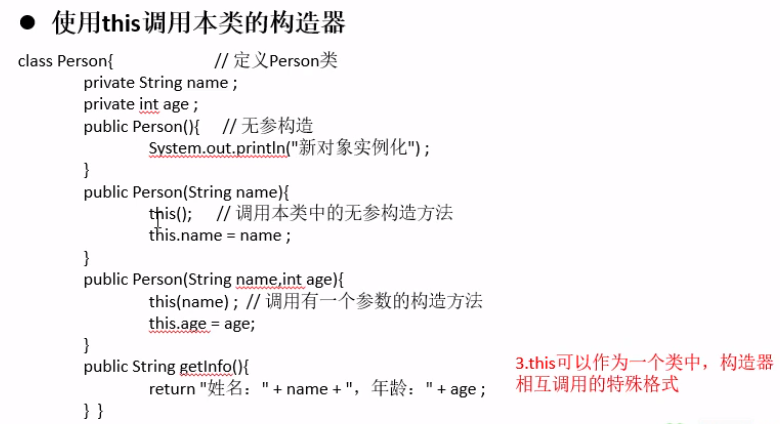 ● 使用this调用本类的构造器
class Person{ // 定义Person类
private String name ;
private int age ;
public Person(){ // 无参构造
System.out.println("新对象实例化") ;
}
public Person(String name){
this(); // 调用本类中的无参构造方法
this.name = name ;
}
public Person(String name,int age){
this(name) ; // 调用有一个参数的构造方法
this.age = age;
}
public String getInfo(){
return "姓名：" + name + "，年龄：" + age ;
} }
3.this可以作为一个类中，构造器
相互调用的特殊格式